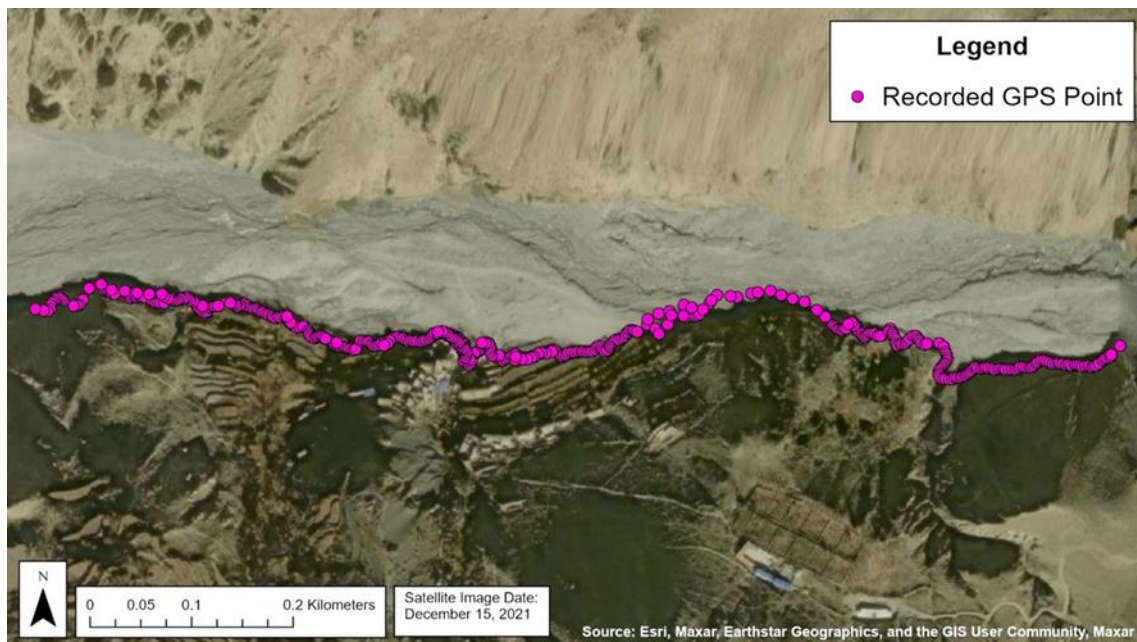 Legend
Recorded GPS Point
N
0 0.05 0.1 0.2 Kilometers
Satellite Image Date:
December 15, 2021
Source: Esri, Maxar, Earthstar Geographics, and the GIS User Community, Maxar